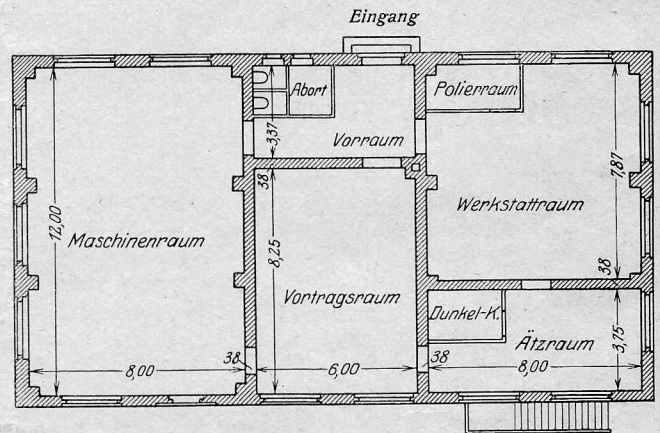 Eingang
Abort
Polierraum
3,37
Vorraum
38
12,00
Maschinenraum
8,25
Werkstattraum
7,87
38
Vortragsraum
Dunkel-K.
Ätzraum
3,75
38
8,00
6,00
38
8,00